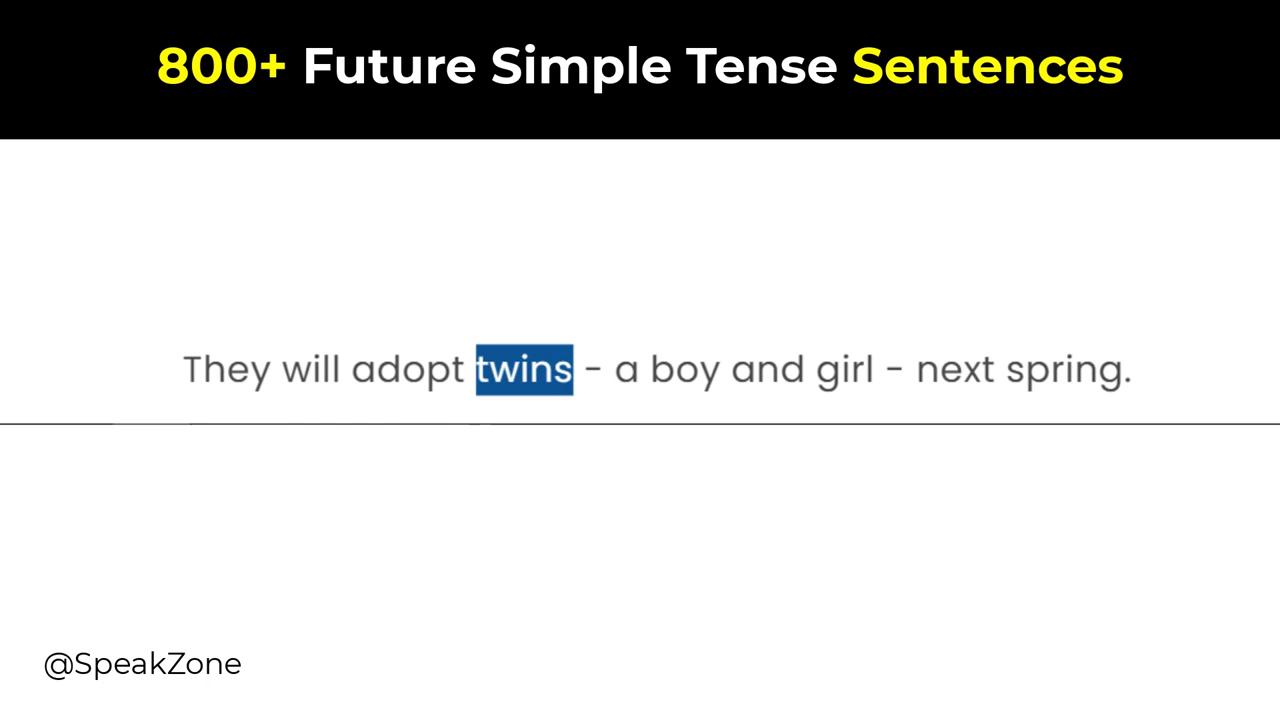 800+ Future Simple Tense Sentences
They will adopt twins - a boy and girl - next spring.
@SpeakZone